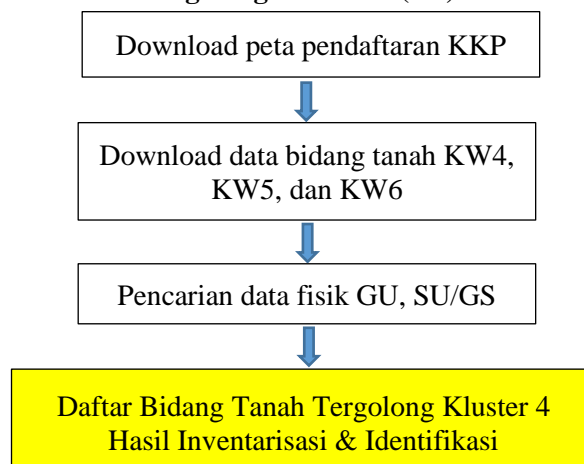 Download peta pendaftaran KKP
Download data bidang tanah KW4,
KW5, dan KW6
Pencarian data fisik GU, SU/GS
Daftar Bidang Tanah Tergolong Kluster 4
Hasil Inventarisasi & Identifikasi